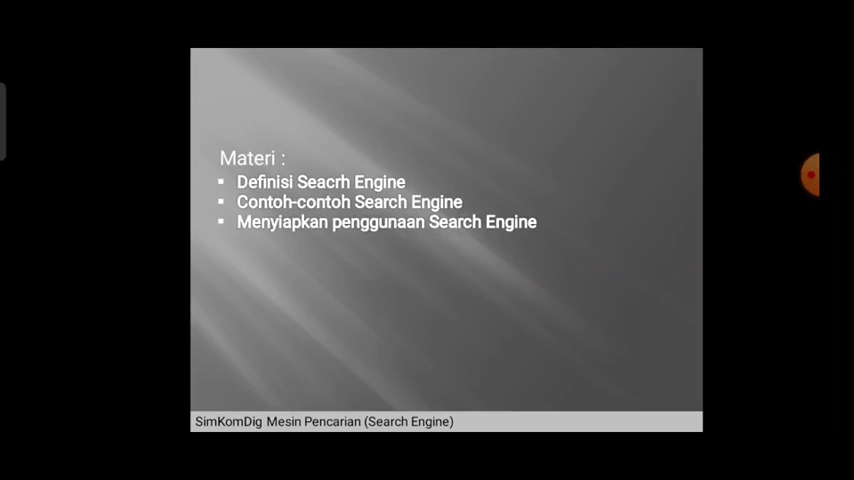 Materi :
▪ Definisi Seacrh Engine
▪ Contoh-contoh Search Engine
▪ Menyiapkan penggunaan Search Engine
SimKomDig Mesin Pencarian (Search Engine)